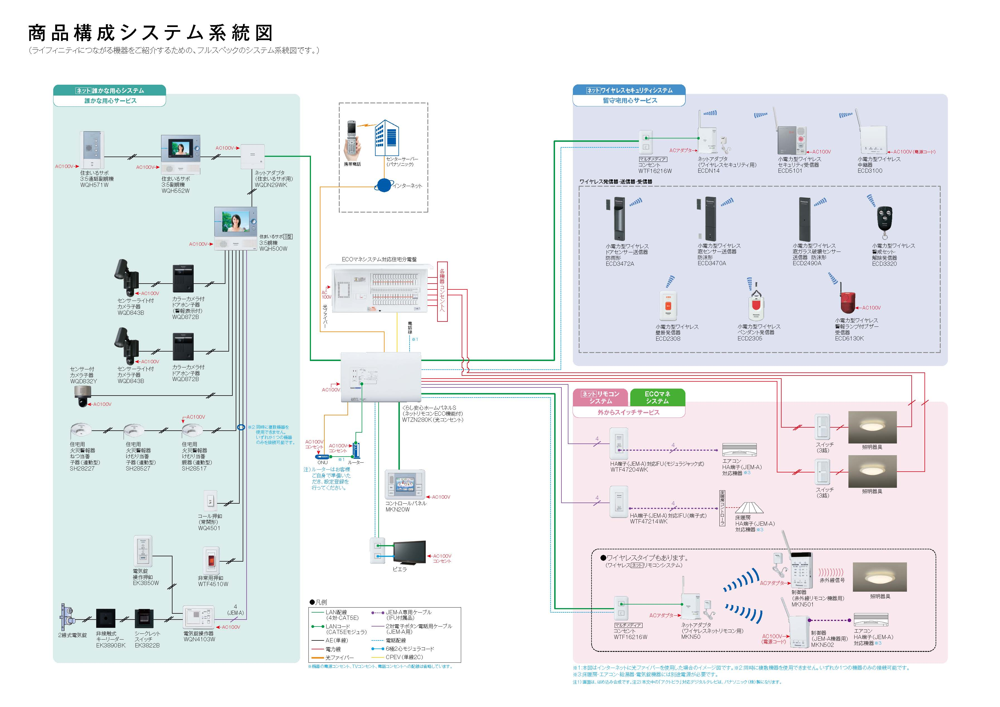 商品構成システム系統図
（ライフィニティにつながる機器をご紹介するための、フルスペックのシステム系統図です。）
ネット誰かな用心システム
誰かな用心サービス
AC100V
住まいるサポ
3:5通話副親機
WQH571W
AC100V
住まいるサポ
3:5副親機
WQH552W
AC100V
ネットアダプタ
（住まいるサポ用）
WQDN29WK
AC100V
住まいるサポS型
3:5親機
WQH500W
AC100V
センサーライト付
カメラ子器
WQD843B
カラーカメラ付
ドアホン子器
（警報表示付）
WQD872B
AC100V
センサーライト付
カメラ子器
WQD843B
カラーカメラ付
ドアホン子器
WQD872B
センサー付
カメラ子器
WQD832Y
AC100V
AC100V
住宅用
火災警報器
ねつ当番
子器（連動型）
SH28227
住宅用
火災警報器
けむり当番
子器（連動型）
SH28527
住宅用
火災警報器
けむり当番
親器（連動型）
SH28517
※2:同時に複数機器を
使用できません。
いずれか1つの機器
のみを接続可能です。
コール押釦
（常開形）
WQ4501
電気錠
操作押釦
EK3850W
非常用押釦
WTF4510W
4
（JEM-A）
AC100V
2線式電気錠
非接触式
キーリーダー
EK3890BK
シークレット
スイッチ
EK3822B
電気錠操作器
WQN4103W
携帯電話
センターサーバー
（パナソニック）
インターネット
ECOマネシステム対応住宅分電盤
AC
100V
光ファイバー
各機器・コンセントへ
電話線
※1
AC100V
くらし安心ホームパネルS
（ネットリモコンECO機能付）
WTZN280K（光コンセント）
AC100V
コンセント
AC100V
コンセント
※1
ONU
ルーター
注）ルーターはお客様
ご自身で準備いた
だき、設定登録を
行ってください。
AC100V
コントロールパネル
MKN20W
AC100V
コンセント
ビエラ
●凡例
LAN配線
（4対・CAT5E）
LANコード
（CAT5Eモジュラ）
AE（単線）
電力線
光ファイバー
JEM-A専用ケーブル
（IFU付属品）
2対電子ボタン電話用ケーブル
（JEM-A用）
電話配線
6極2心モジュラコード
CPEV（単線2C）
※機器の電源コンセント、TVコンセント、電話コンセントへの配線は省略しています。
ネットワイヤレスセキュリティシステム
留守宅用心サービス
マルチメディア
コンセント
WTF16216W
ACアダプター
ネットアダプタ
（ワイヤレスセキュリティ用）
ECDN14
AC100V
小電力型ワイヤレス
セキュリティ受信器
ECD5101
AC100V（電源コード）
小電力型ワイヤレス
中継器
ECD3100
ワイヤレス発信器・送信器・受信器
小電力型ワイヤレス
ドアセンサー送信器
防雨形
ECD3472A
小電力型ワイヤレス
窓センサー送信器
防沫形
ECD3470A
小電力型ワイヤレス
窓ガラス破壊センサー
送信器 防沫形
ECD2490A
小電力型ワイヤレス
警戒セット・
解除発信器
ECD3320
小電力型ワイヤレス
壁掛発信器
ECD2308
小電力型ワイヤレス
ペンダント発信器
ECD2305
AC100V
小電力型ワイヤレス
警報ランプ付ブザー
受信器
ECD6130K
ネットリモコン
システム
ECOマネ
システム
外からスイッチサービス
4
4
HA端子（JEM-A）対応IFU（モジュラジャック式）
WTF47204WK
エアコン
HA端子（JEM-A）
対応機器※3
スイッチ
（3路）
照明器具
スイッチ
（3路）
照明器具
4
4
HA端子（JEM-A）対応IFU（端子式）
WTF47214WK
床暖房コントローラ
床暖房
HA端子（JEM-A）
対応機器※3
●ワイヤレスタイプもあります。
（ワイヤレスネットリモコンシステム）
マルチメディア
コンセント
WTF16216W
ACアダプター
ネットアダプタ
（ワイヤレスネットリモコン用）
MKN50
ACアダプター
制御器
（赤外線リモコン機器用）
MKN501
赤外線信号
照明器具
AC100V
（電源コード）
制御器
（JEM-A機器用）
MKN502
エアコン
HA端子（JEM-A）
対応機器※3
※1:本図はインターネットに光ファイバーを使用した場合のイメージ図です。※2:同時に複数機器を使用できません。いずれか1つの機器のみの接続可能です。
※3:床暖房・エアコン・給湯器・電気錠機器には別途電源が必要です。
注1）画面は、はめ込み合成です。注2）本文中の「アクトビラ」対応デジタルテレビは、パナソニック（株）製になります。